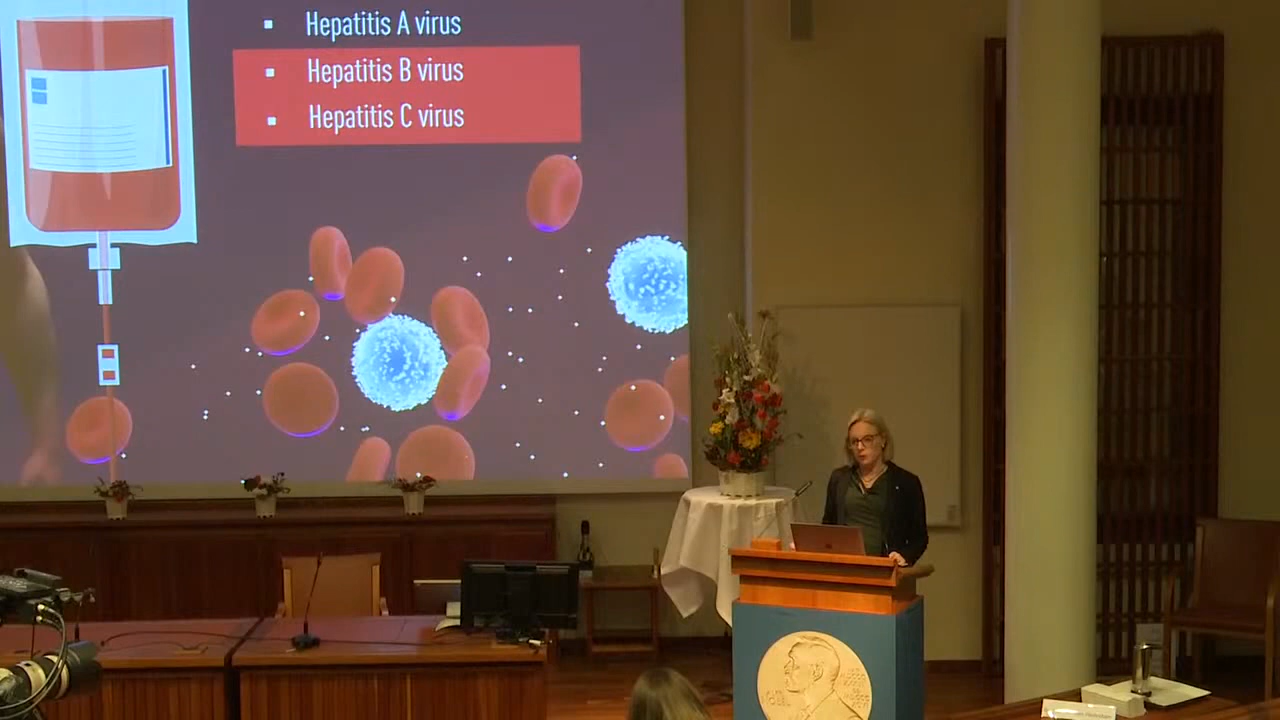 ▪ Hepatitis A virus
▪ Hepatitis B virus
▪ Hepatitis C virus